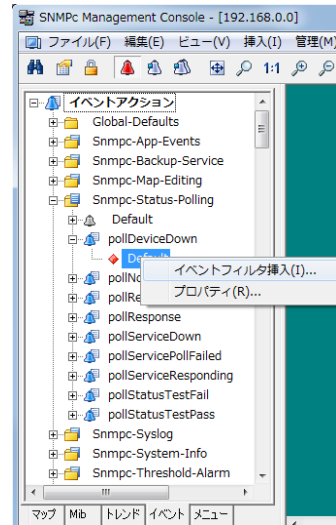 SNMPc Management Console - [192.168.0.0]
ファイル(F) 編集(E) ビュー(V) 挿入(I) 管理(M)
1:1
イベントアクション
Global-Defaults
Snmpc-App-Events
Snmpc-Backup-Service
Snmpc-Map-Editing
Snmpc-Status-Polling
Default
pollDeviceDown
Default
イベントフィルタ挿入(I)...
pollNo
プロパティ(R)...
pollRe
pollResponse
pollServiceDown
pollServicePollFailed
pollServiceResponding
pollStatusTestFail
pollStatusTestPass
Snmpc-Syslog
Snmpc-System-Info
Snmpc-Threshold-Alarm
マップ Mib トレンド イベント メニュー